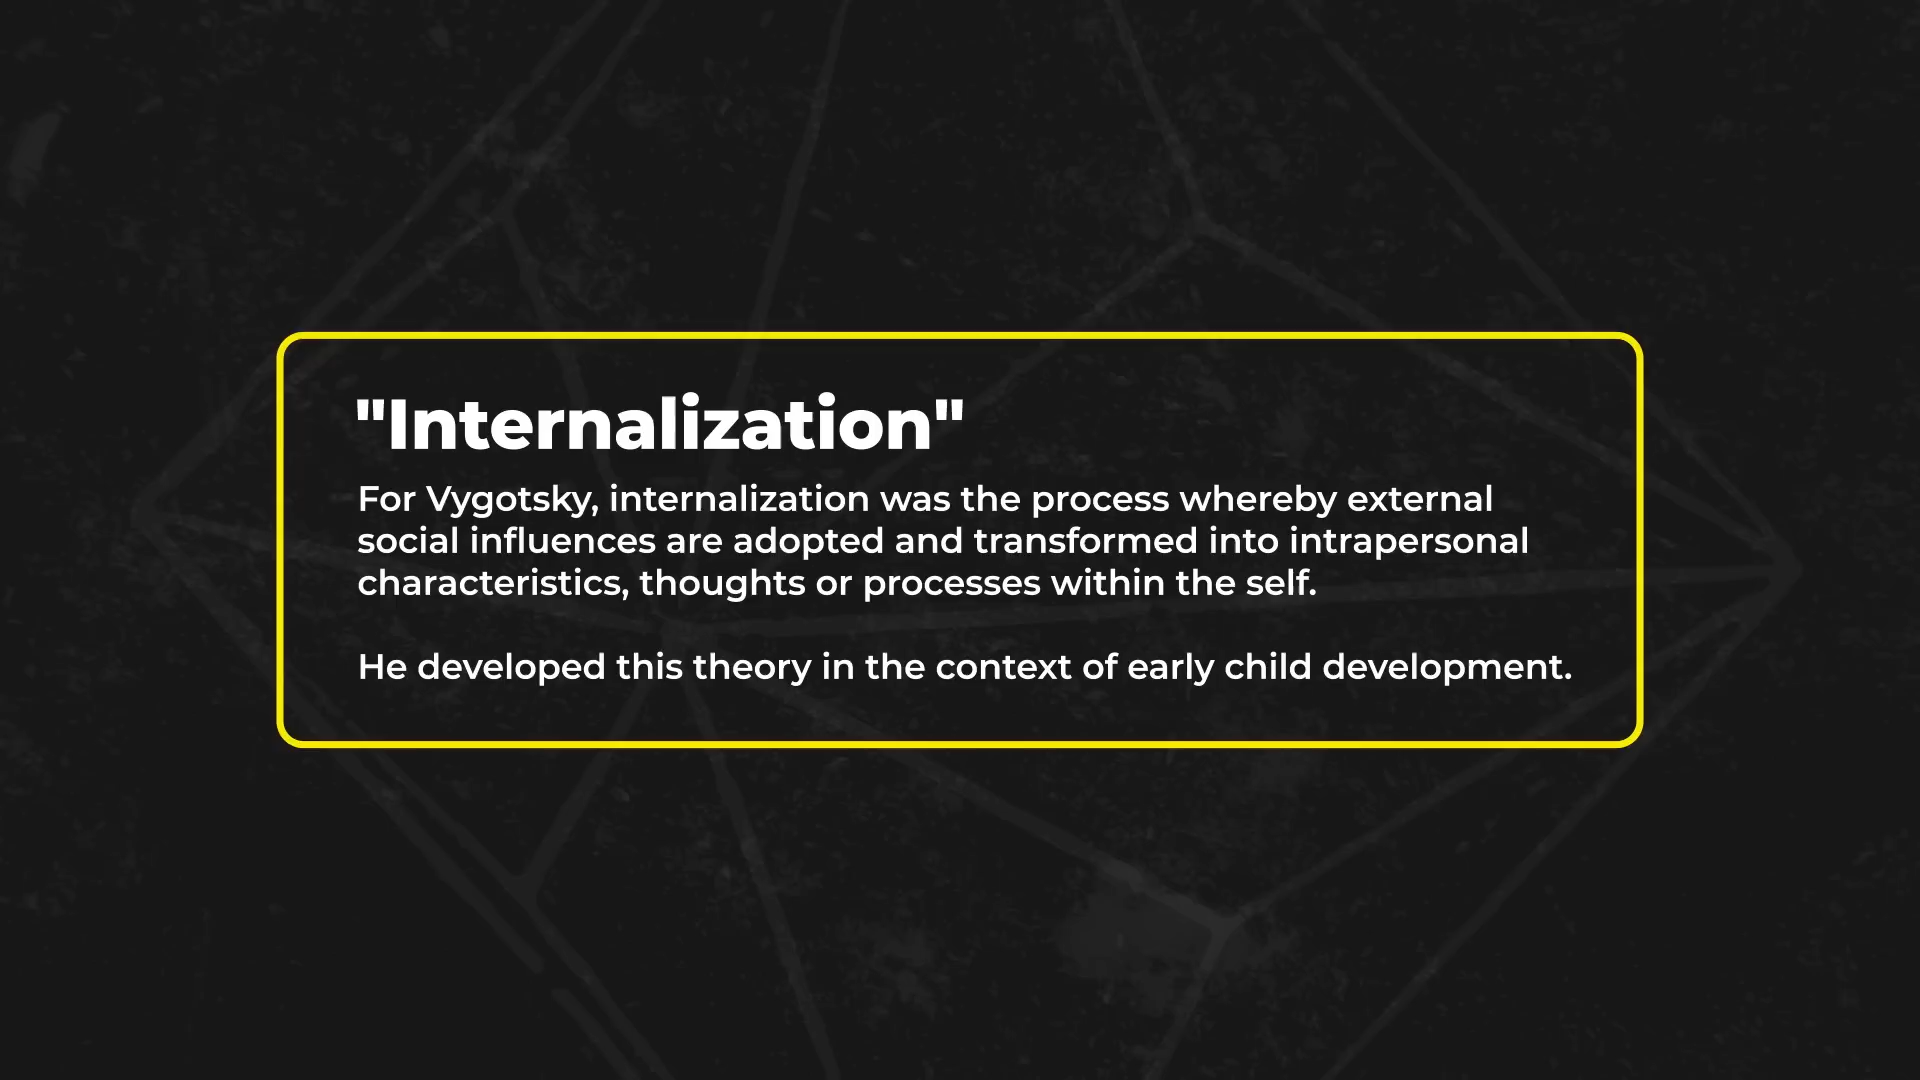 "Internalization"
For Vygotsky, internalization was the process whereby external
social influences are adopted and transformed into intrapersonal
characteristics, thoughts or processes within the self.
He developed this theory in the context of early child development.